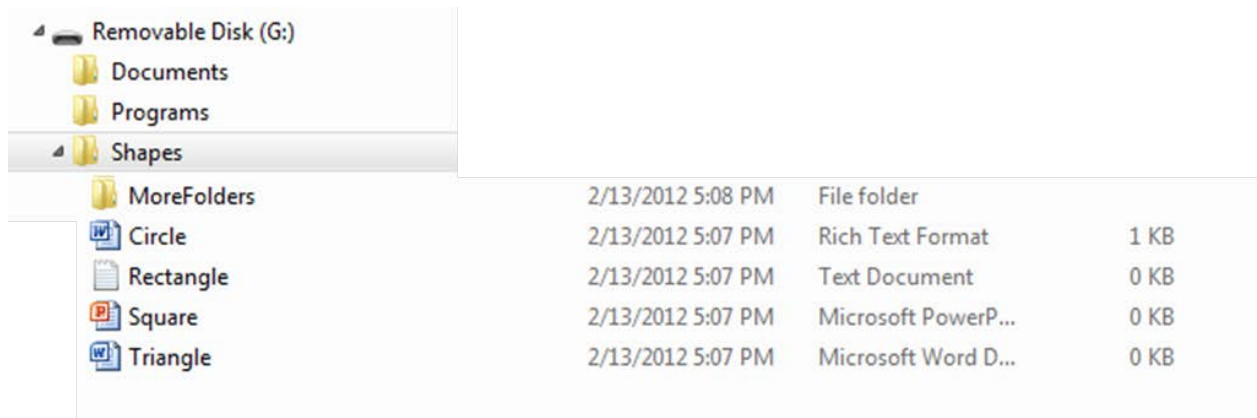 Removable Disk (G:)
Documents
Programs
Shapes
MoreFolders 2/13/2012 5:08 PM File folder
Circle 2/13/2012 5:07 PM Rich Text Format 1 KB
Rectangle 2/13/2012 5:07 PM Text Document 0 KB
Square 2/13/2012 5:07 PM Microsoft PowerP... 0 KB
Triangle 2/13/2012 5:07 PM Microsoft Word D... 0 KB